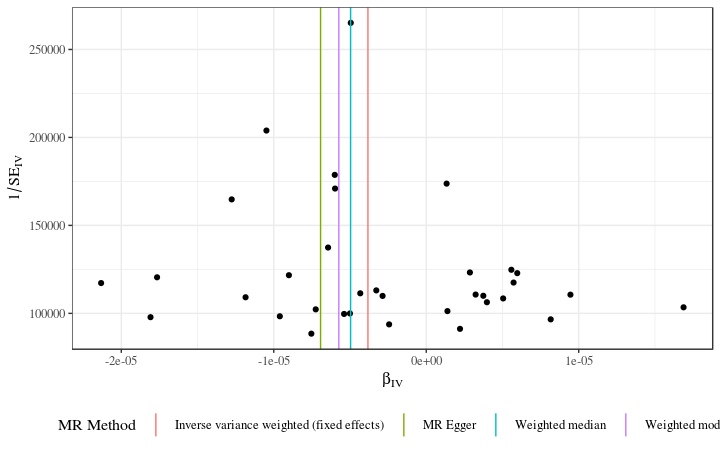 250000
200000
150000
100000
1/SE_IV
-2e-05 -1e-05 0e+00 1e-05
β_IV
MR Method Inverse variance weighted (fixed effects) MR Egger Weighted median Weighted mod